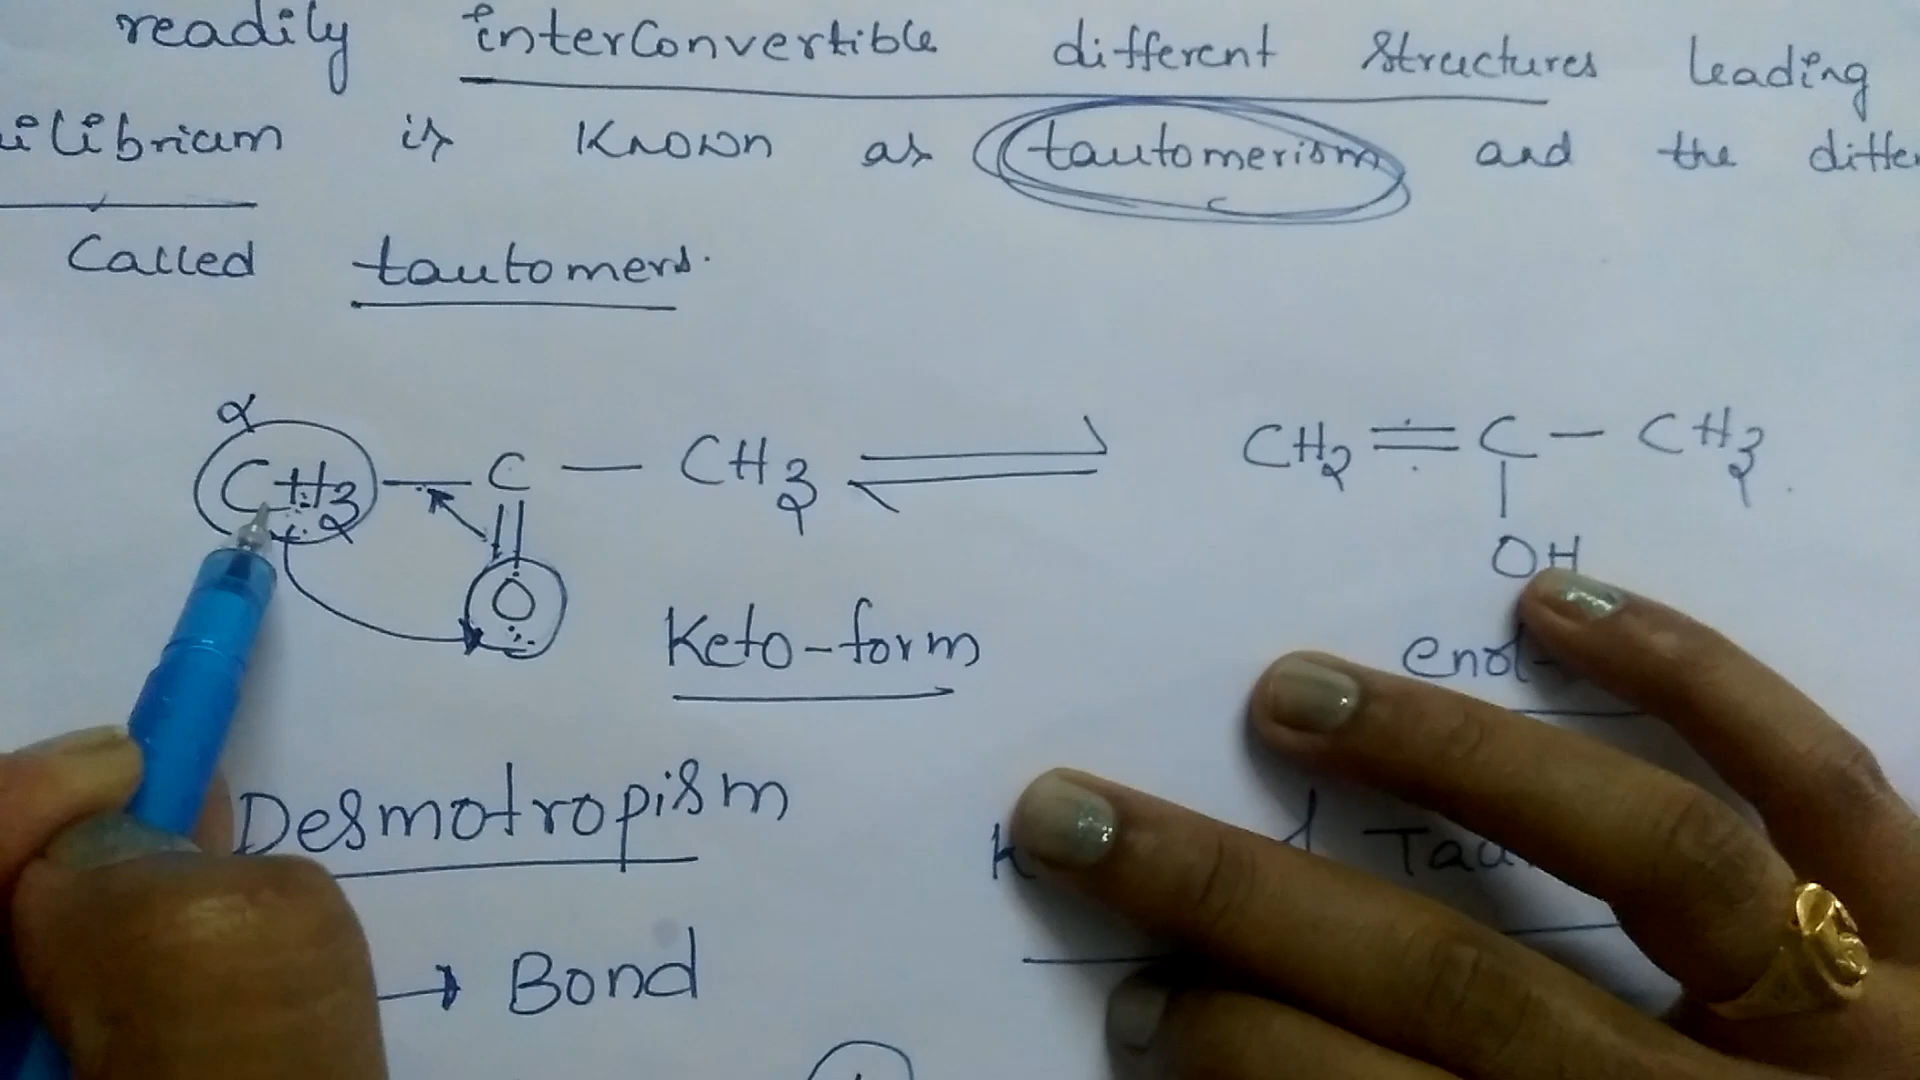 readily interconvertible different structures leading
ilibrium is known as tautomerism and the diffe
called tautomers.
α
CH3 — C — CH3 ⇌ CH2 = C — CH3
O OH
Keto-form enol-
Desmotropism
→ Bond